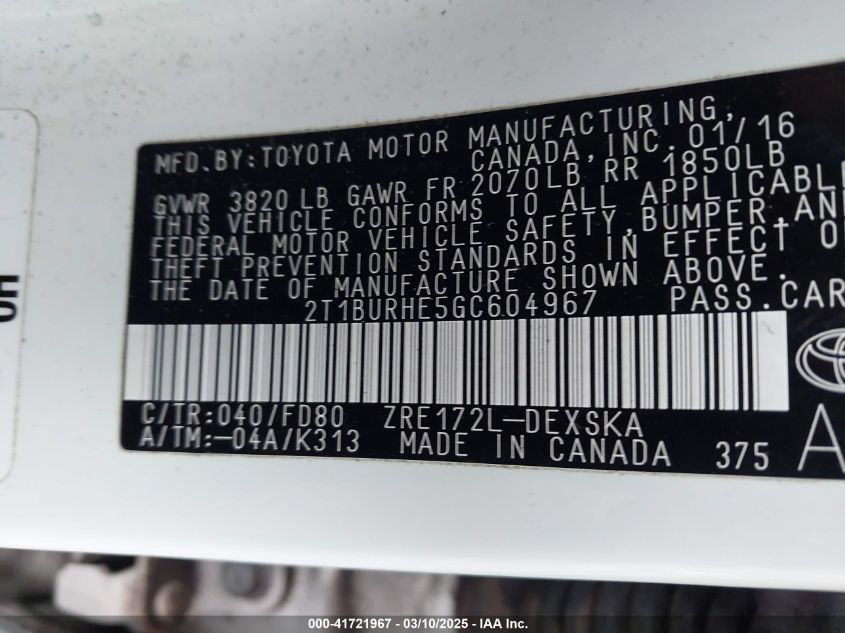 MFD. BY: TOYOTA MOTOR MANUFACTURING,
CANADA, INC. 01/16
GVWR 3820 LB GAWR FR 2070LB RR 1850LB
THIS VEHICLE CONFORMS TO ALL APPLICABLE
FEDERAL MOTOR VEHICLE SAFETY, BUMPER, AND
THEFT PREVENTION STANDARDS IN EFFECT O
THE DATE OF MANUFACTURE SHOWN ABOVE.
2T1BURHE5GC604967 PASS.CAR
C/TR:040/FD80 ZRE172L-DEXSKA
A/TM:-04A/K313 MADE IN CANADA 375 A
000-41721967 / 03/10/2025 - IAA Inc.